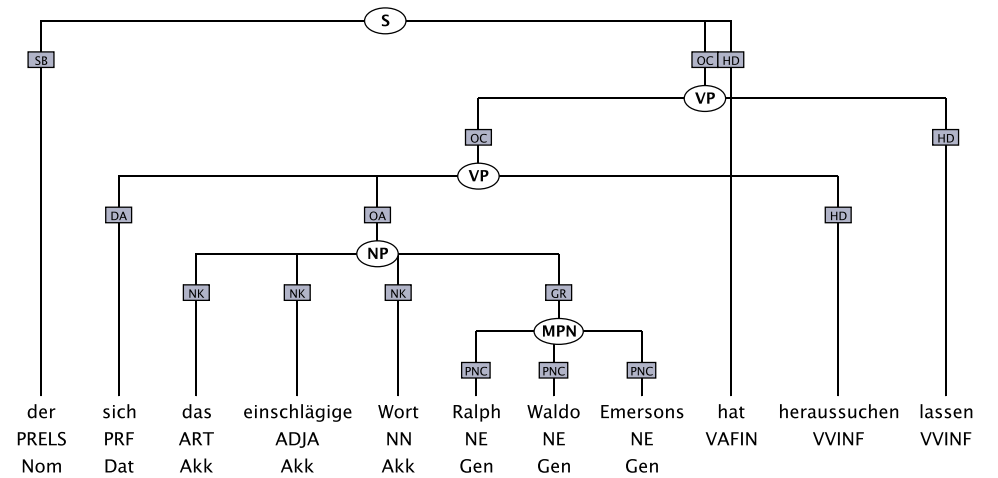 S
SB OC HD
VP
OC HD
VP
DA OA HD
NP
NK NK NK GR
MPN
PNC PNC PNC
der sich das einschlägige Wort Ralph Waldo Emersons hat heraussuchen lassen
PRELS PRF ART ADJA NN NE NE NE VAFIN VVINF VVINF
Nom Dat Akk Akk Akk Gen Gen Gen